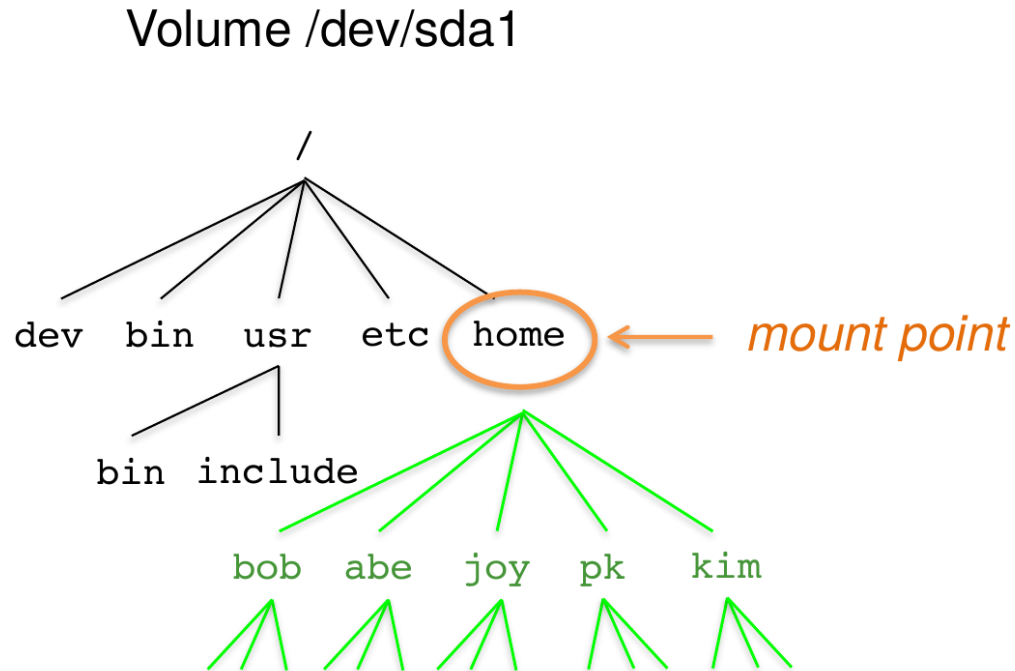 Volume /dev/sda1
/
dev bin usr etc home mount point
bin include
bob abe joy pk kim